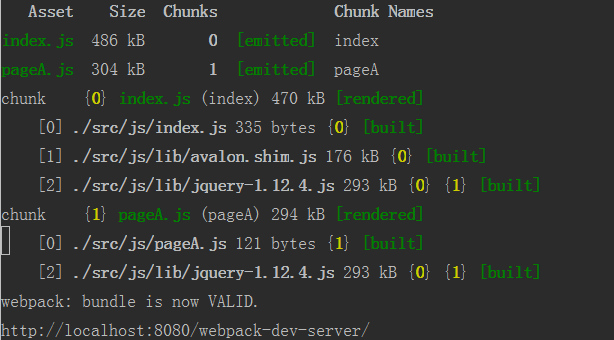 Asset Size Chunks Chunk Names
index.js 486 kB 0 [emitted] index
pageA.js 304 kB 1 [emitted] pageA
chunk {0} index.js (index) 470 kB [rendered]
[0] ./src/js/index.js 335 bytes {0} [built]
[1] ./src/js/lib/avalon.shim.js 176 kB {0} [built]
[2] ./src/js/lib/jquery-1.12.4.js 293 kB {0} {1} [built]
chunk {1} pageA.js (pageA) 294 kB [rendered]
[0] ./src/js/pageA.js 121 bytes {1} [built]
[2] ./src/js/lib/jquery-1.12.4.js 293 kB {0} {1} [built]
webpack: bundle is now VALID.
http://localhost:8080/webpack-dev-server/